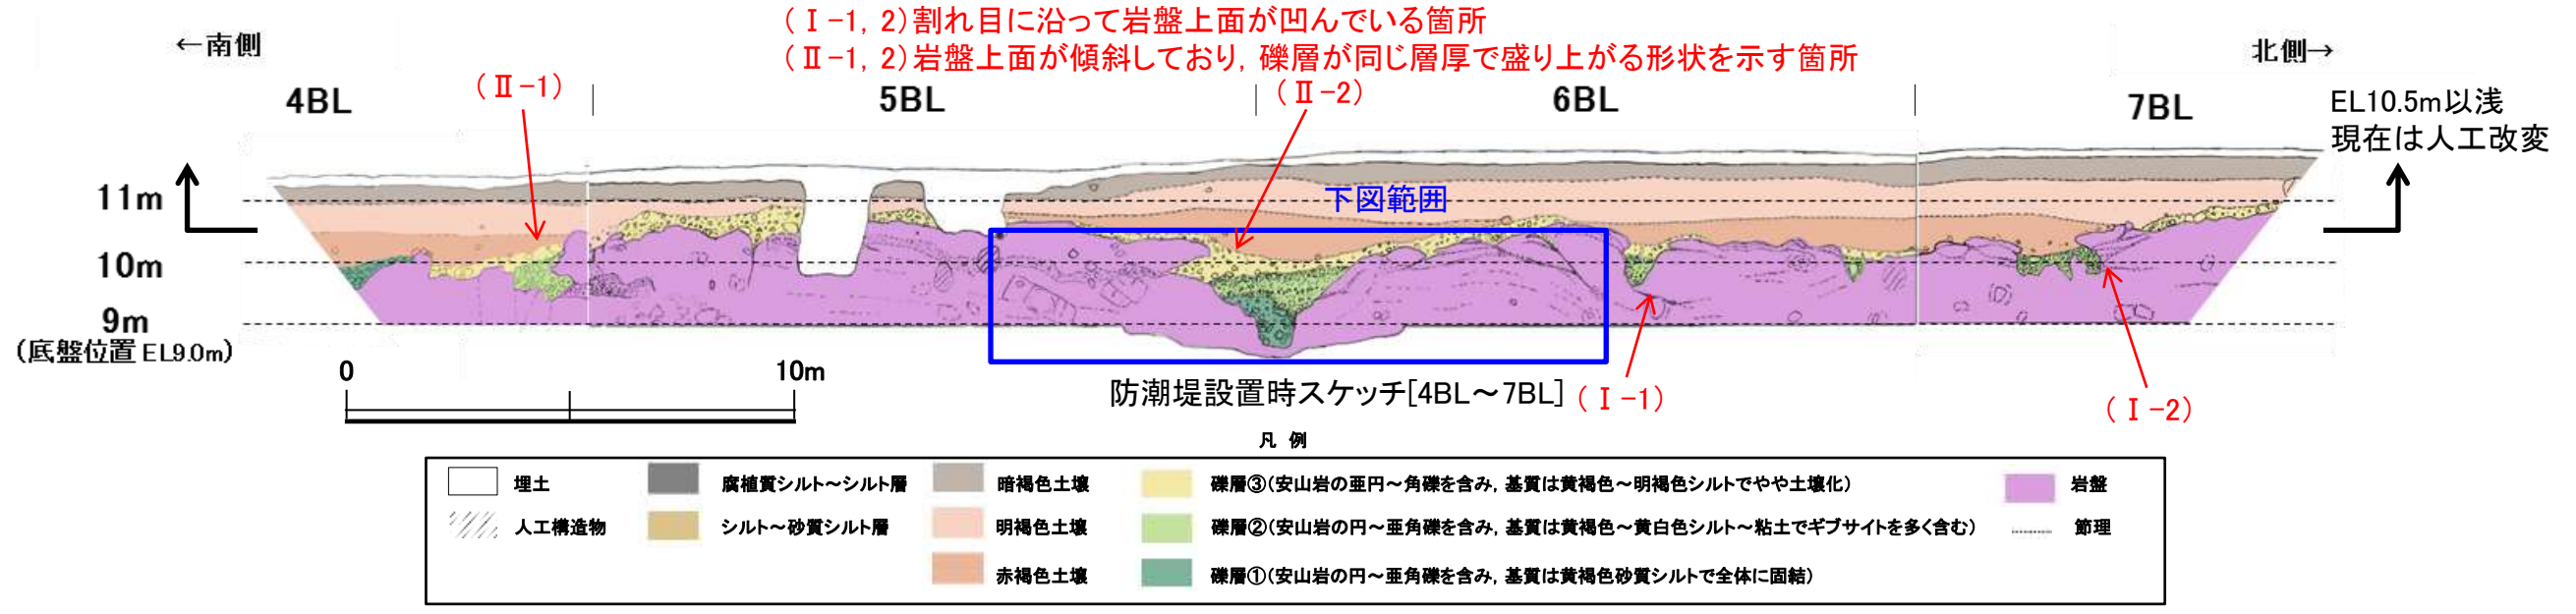 (Ⅰ-1, 2)割れ目に沿って岩盤上面が凹んでいる箇所
(Ⅱ-1, 2)岩盤上面が傾斜しており, 礫層が同じ層厚で盛り上がる形状を示す箇所
←南側
北側→
4BL
(Ⅱ-1)
5BL
(Ⅱ-2)
6BL
7BL
EL10.5m以浅
現在は人工改変
11m
下図範囲
10m
9m
(底盤位置 EL9.0m)
0
10m
防潮堤設置時スケッチ[4BL～7BL]
(Ⅰ-1)
(Ⅰ-2)
凡 例
埋土
腐植質シルト～シルト層
暗褐色土壌
礫層③(安山岩の亜円～角礫を含み, 基質は黄褐色～明褐色シルトでやや土壌化)
岩盤
人工構造物
シルト～砂質シルト層
明褐色土壌
礫層②(安山岩の円～亜角礫を含み, 基質は黄褐色～黄白色シルト～粘土でギブサイトを多く含む)
節理
赤褐色土壌
礫層①(安山岩の円～亜角礫を含み, 基質は黄褐色砂質シルトで全体に固結)